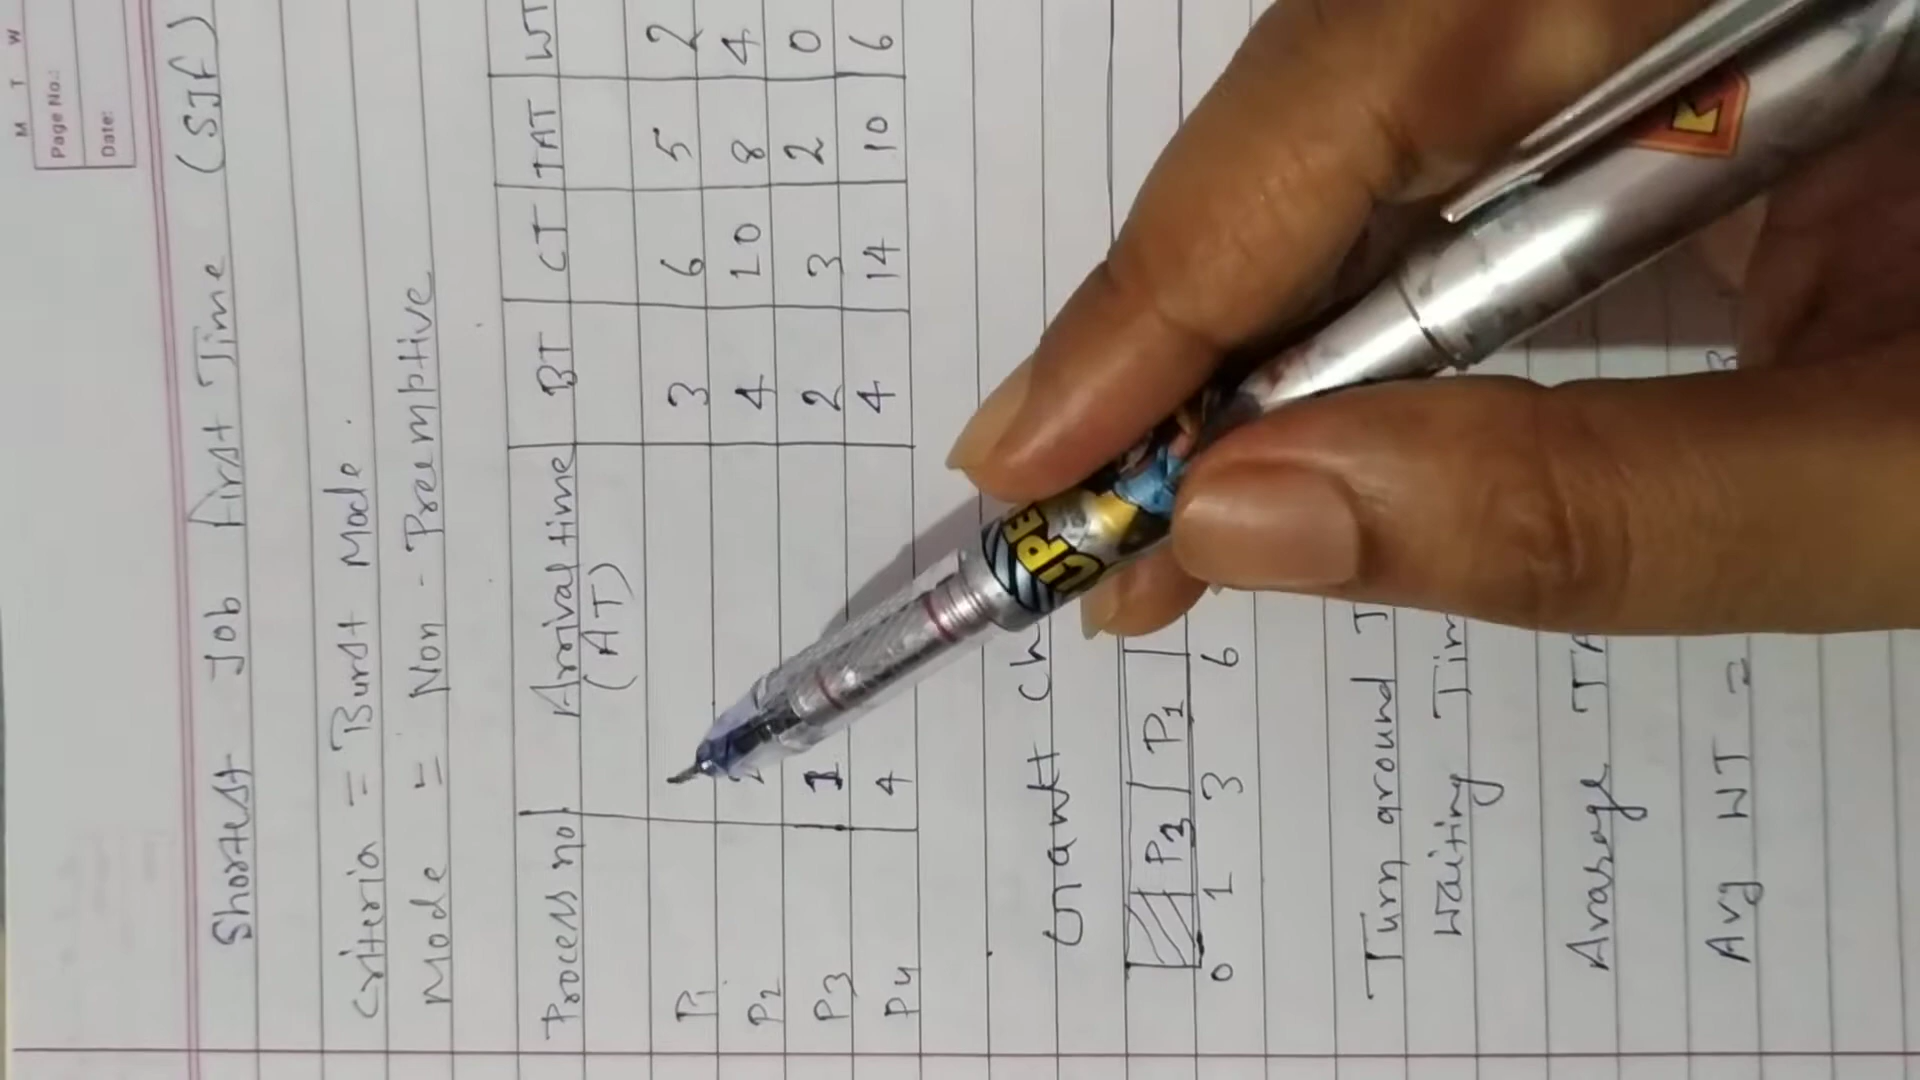 M T W
Page No.:
Date:
Shortest Job First Time (SJF)
Criteria = Burst Mode.
Mode = Non-Preemptive
Process no Arrival time (AT) BT CT TAT WT
P1 3 6 5 2
P2 4 10 8 4
P3 1 2 3 2 0
P4 4 4 14 10 6
Grant Ch
P3 P1
0 1 3 6
Turn around T
Waiting Tim
Avarage TA
Avg WT =